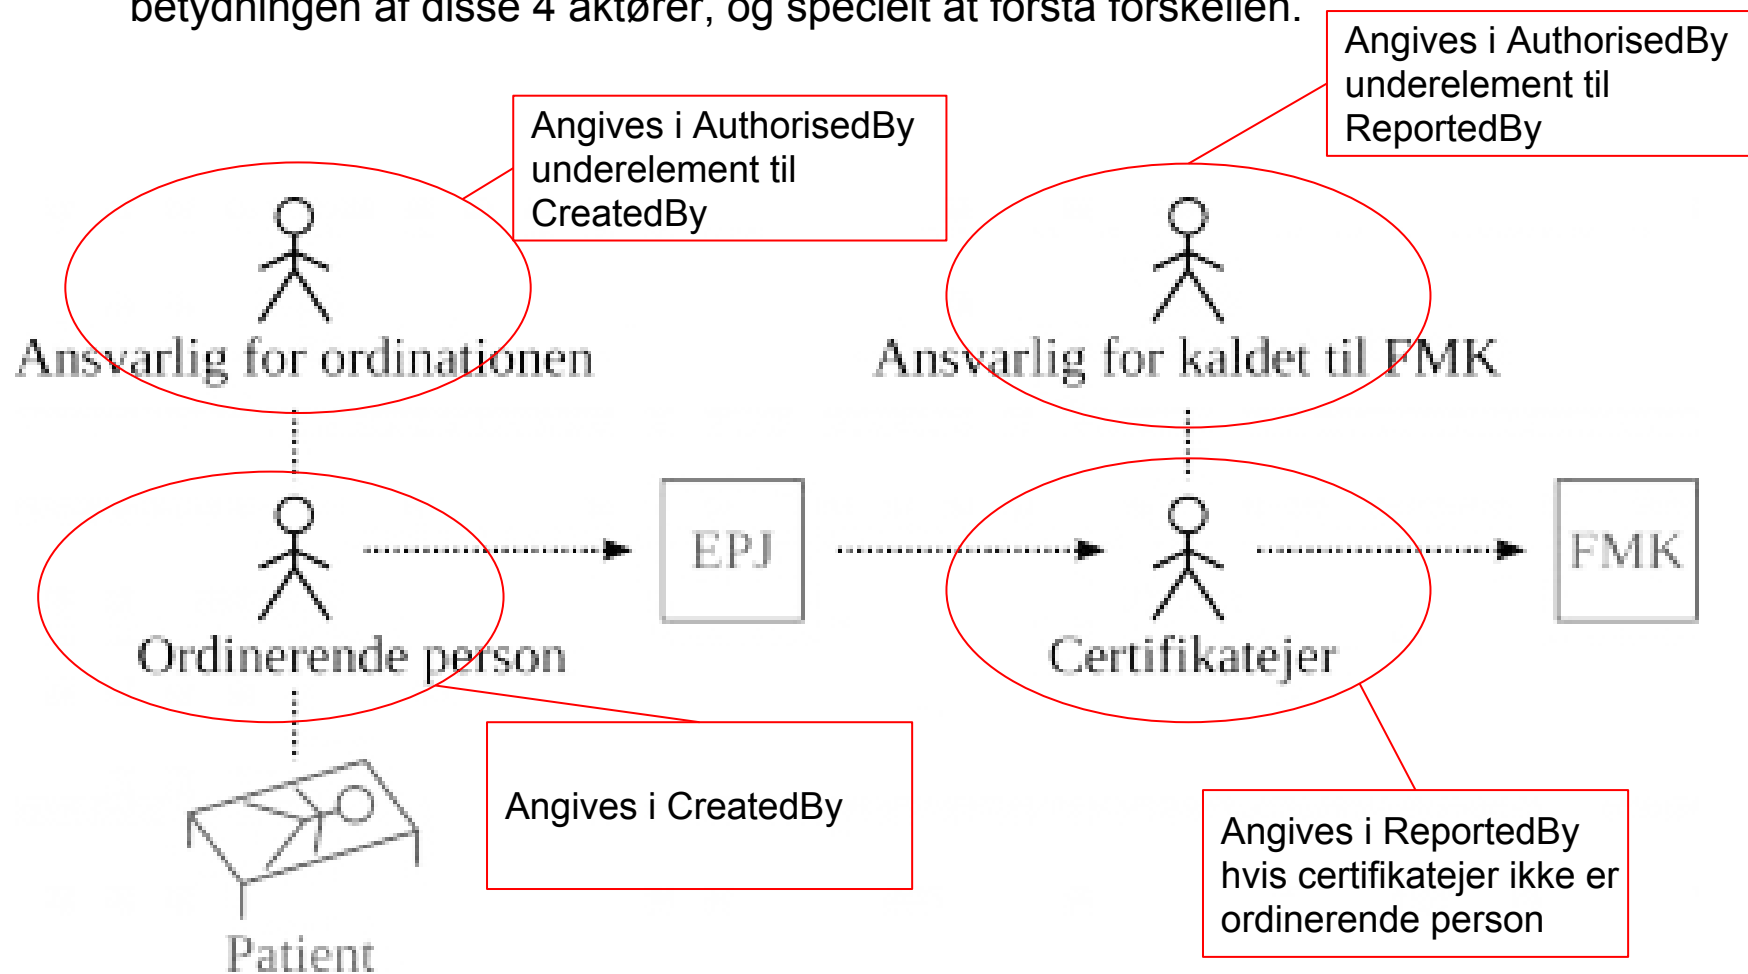 betydningen af disse 4 aktører, og specielt at forstå forskellen.
Angives i AuthorisedBy
underelement til
ReportedBy
Angives i AuthorisedBy
underelement til
CreatedBy
Ansvarlig for ordinationen
Ansvarlig for kaldet til FMK
EPJ
FMK
Ordinerende person
Certifikatejer
Angives i CreatedBy
Angives i ReportedBy
hvis certifikatejer ikke er
ordinerende person
Patient